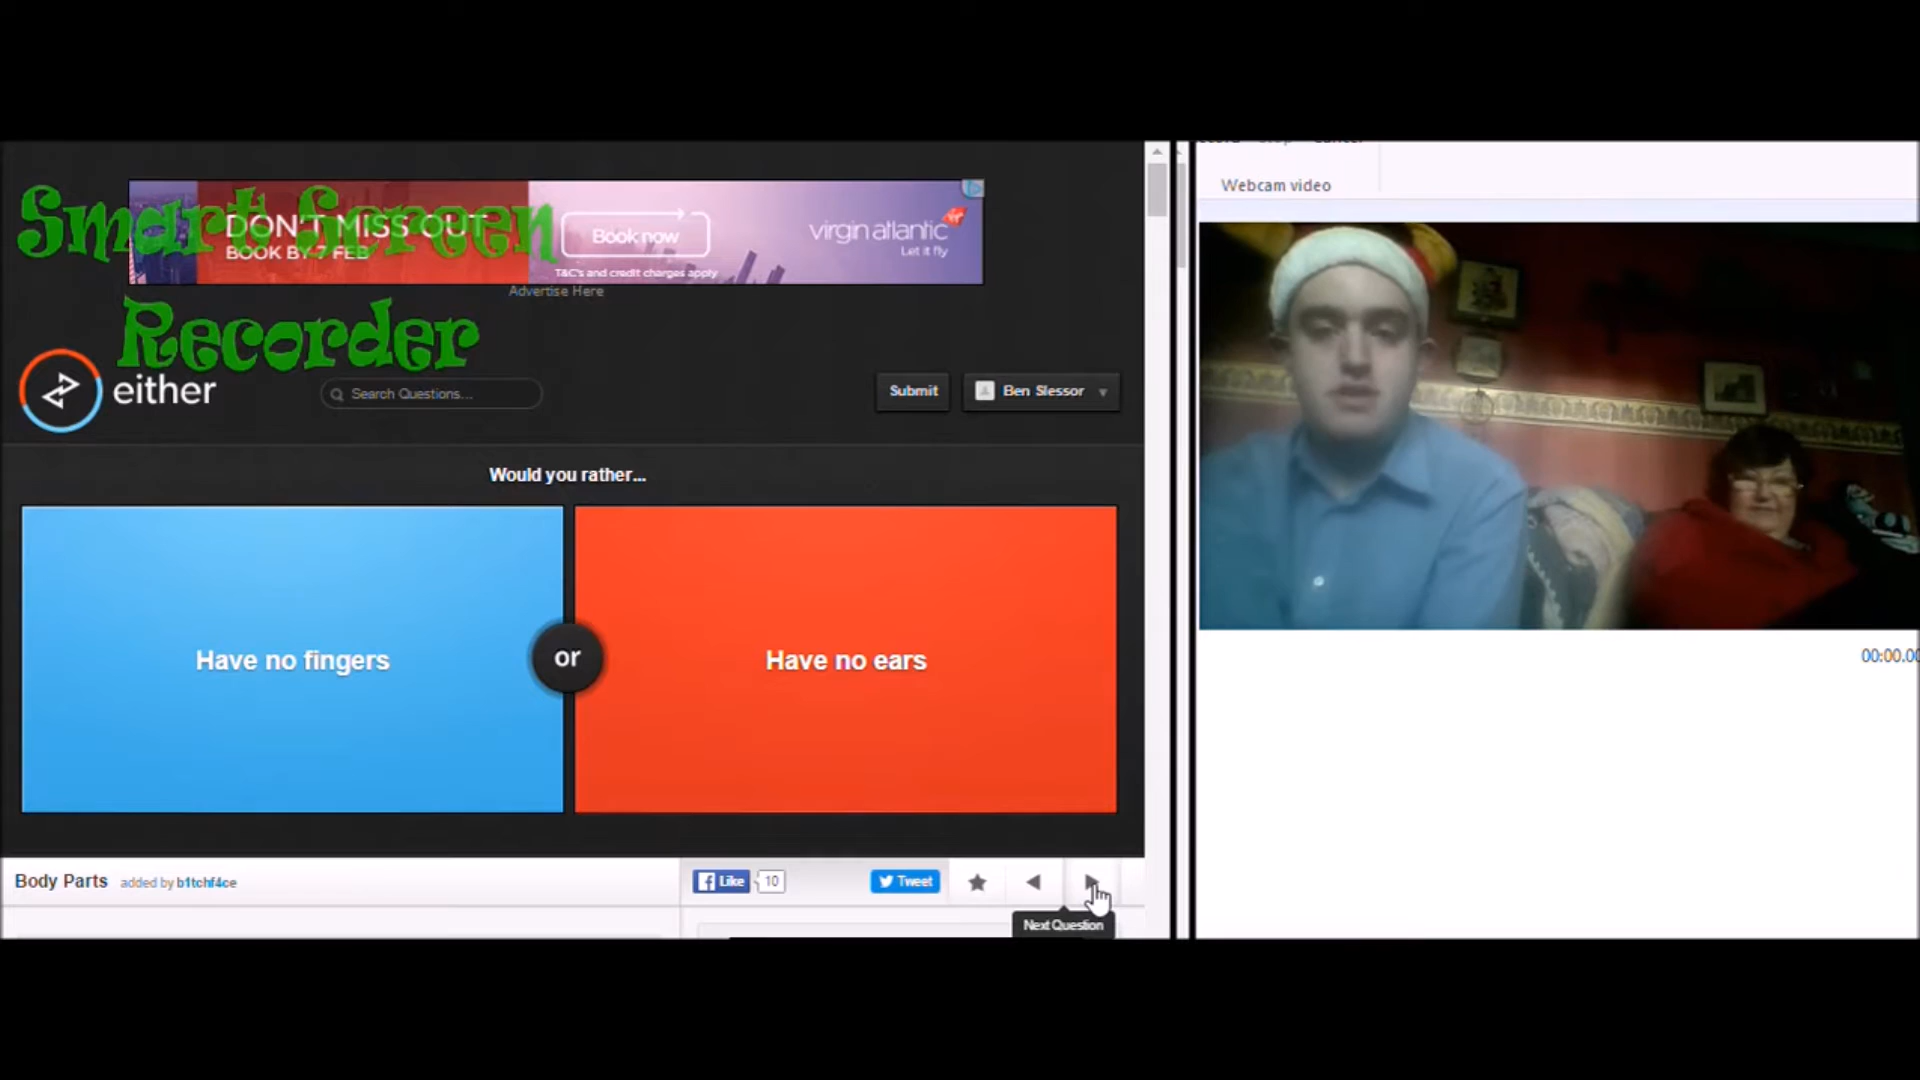 Smart Screen
Recorder
DON'T MISS OUT
BOOK BY 7 FEB
Book now
T&C's and credit charges apply
virgin atlantic
Let it fly
Advertise Here
either
Search Questions...
Submit
Ben Slessor
Would you rather...
Have no fingers
or
Have no ears
Body Parts added by b1tchf4ce
Like 10
Tweet
Next Question
Webcam video
00:00.00